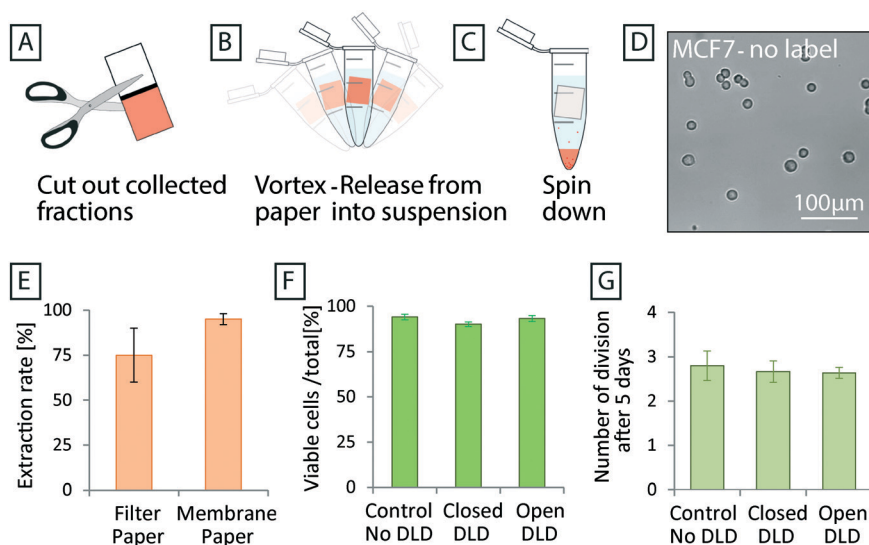 A
Cut out collected
fractions
B
Vortex - Release from
paper into suspension
C
Spin
down
D
MCF7 - no label
100µm
E
Extraction rate [%]
100
75
50
25
0
Filter
Paper
Membrane
Paper
F
Viable cells /total[%]
100
75
50
25
0
Control
No DLD
Closed
DLD
Open
DLD
G
Number of division
after 5 days
4
3
2
1
0
Control
No DLD
Closed
DLD
Open
DLD